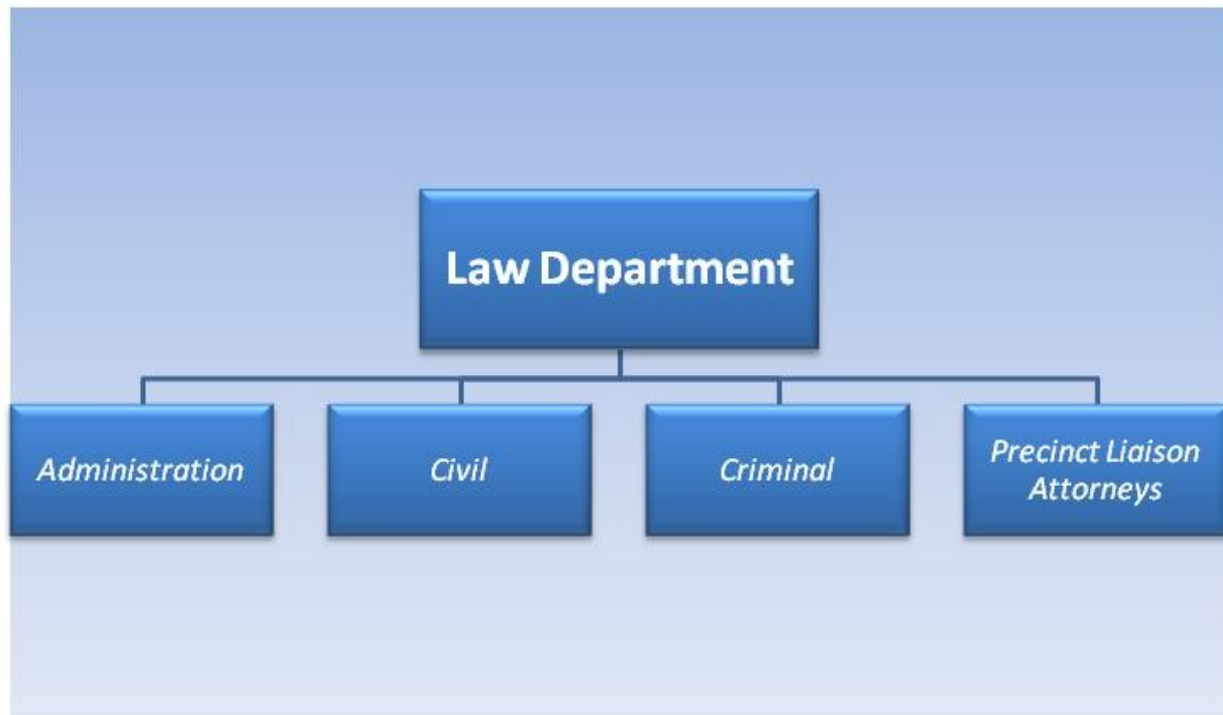 Law Department
Administration
Civil
Criminal
Precinct Liaison
Attorneys